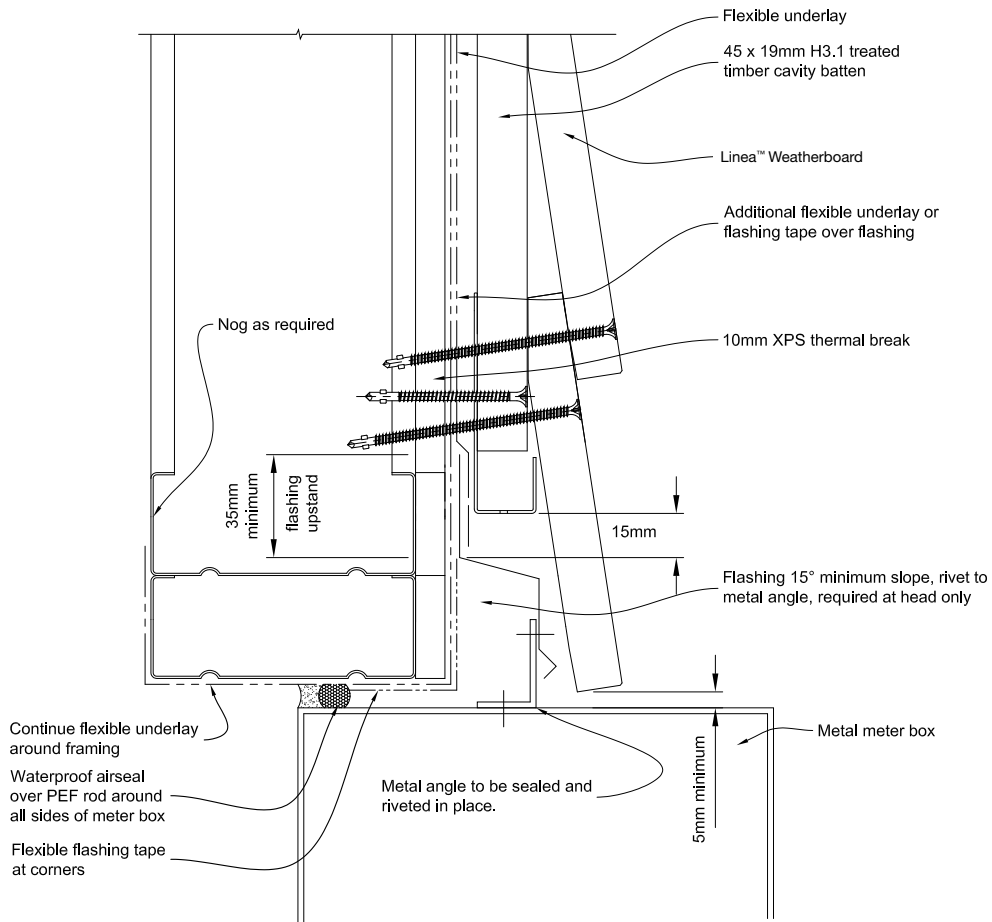 Flexible underlay
45 x 19mm H3.1 treated
timber cavity batten
Linea™ Weatherboard
Additional flexible underlay or
flashing tape over flashing
Nog as required
10mm XPS thermal break
35mm
minimum
flashing
upstand
15mm
Flashing 15° minimum slope, rivet to
metal angle, required at head only
Continue flexible underlay
around framing
Metal meter box
Waterproof airseal
over PEF rod around
all sides of meter box
Metal angle to be sealed and
riveted in place.
5mm minimum
Flexible flashing tape
at corners